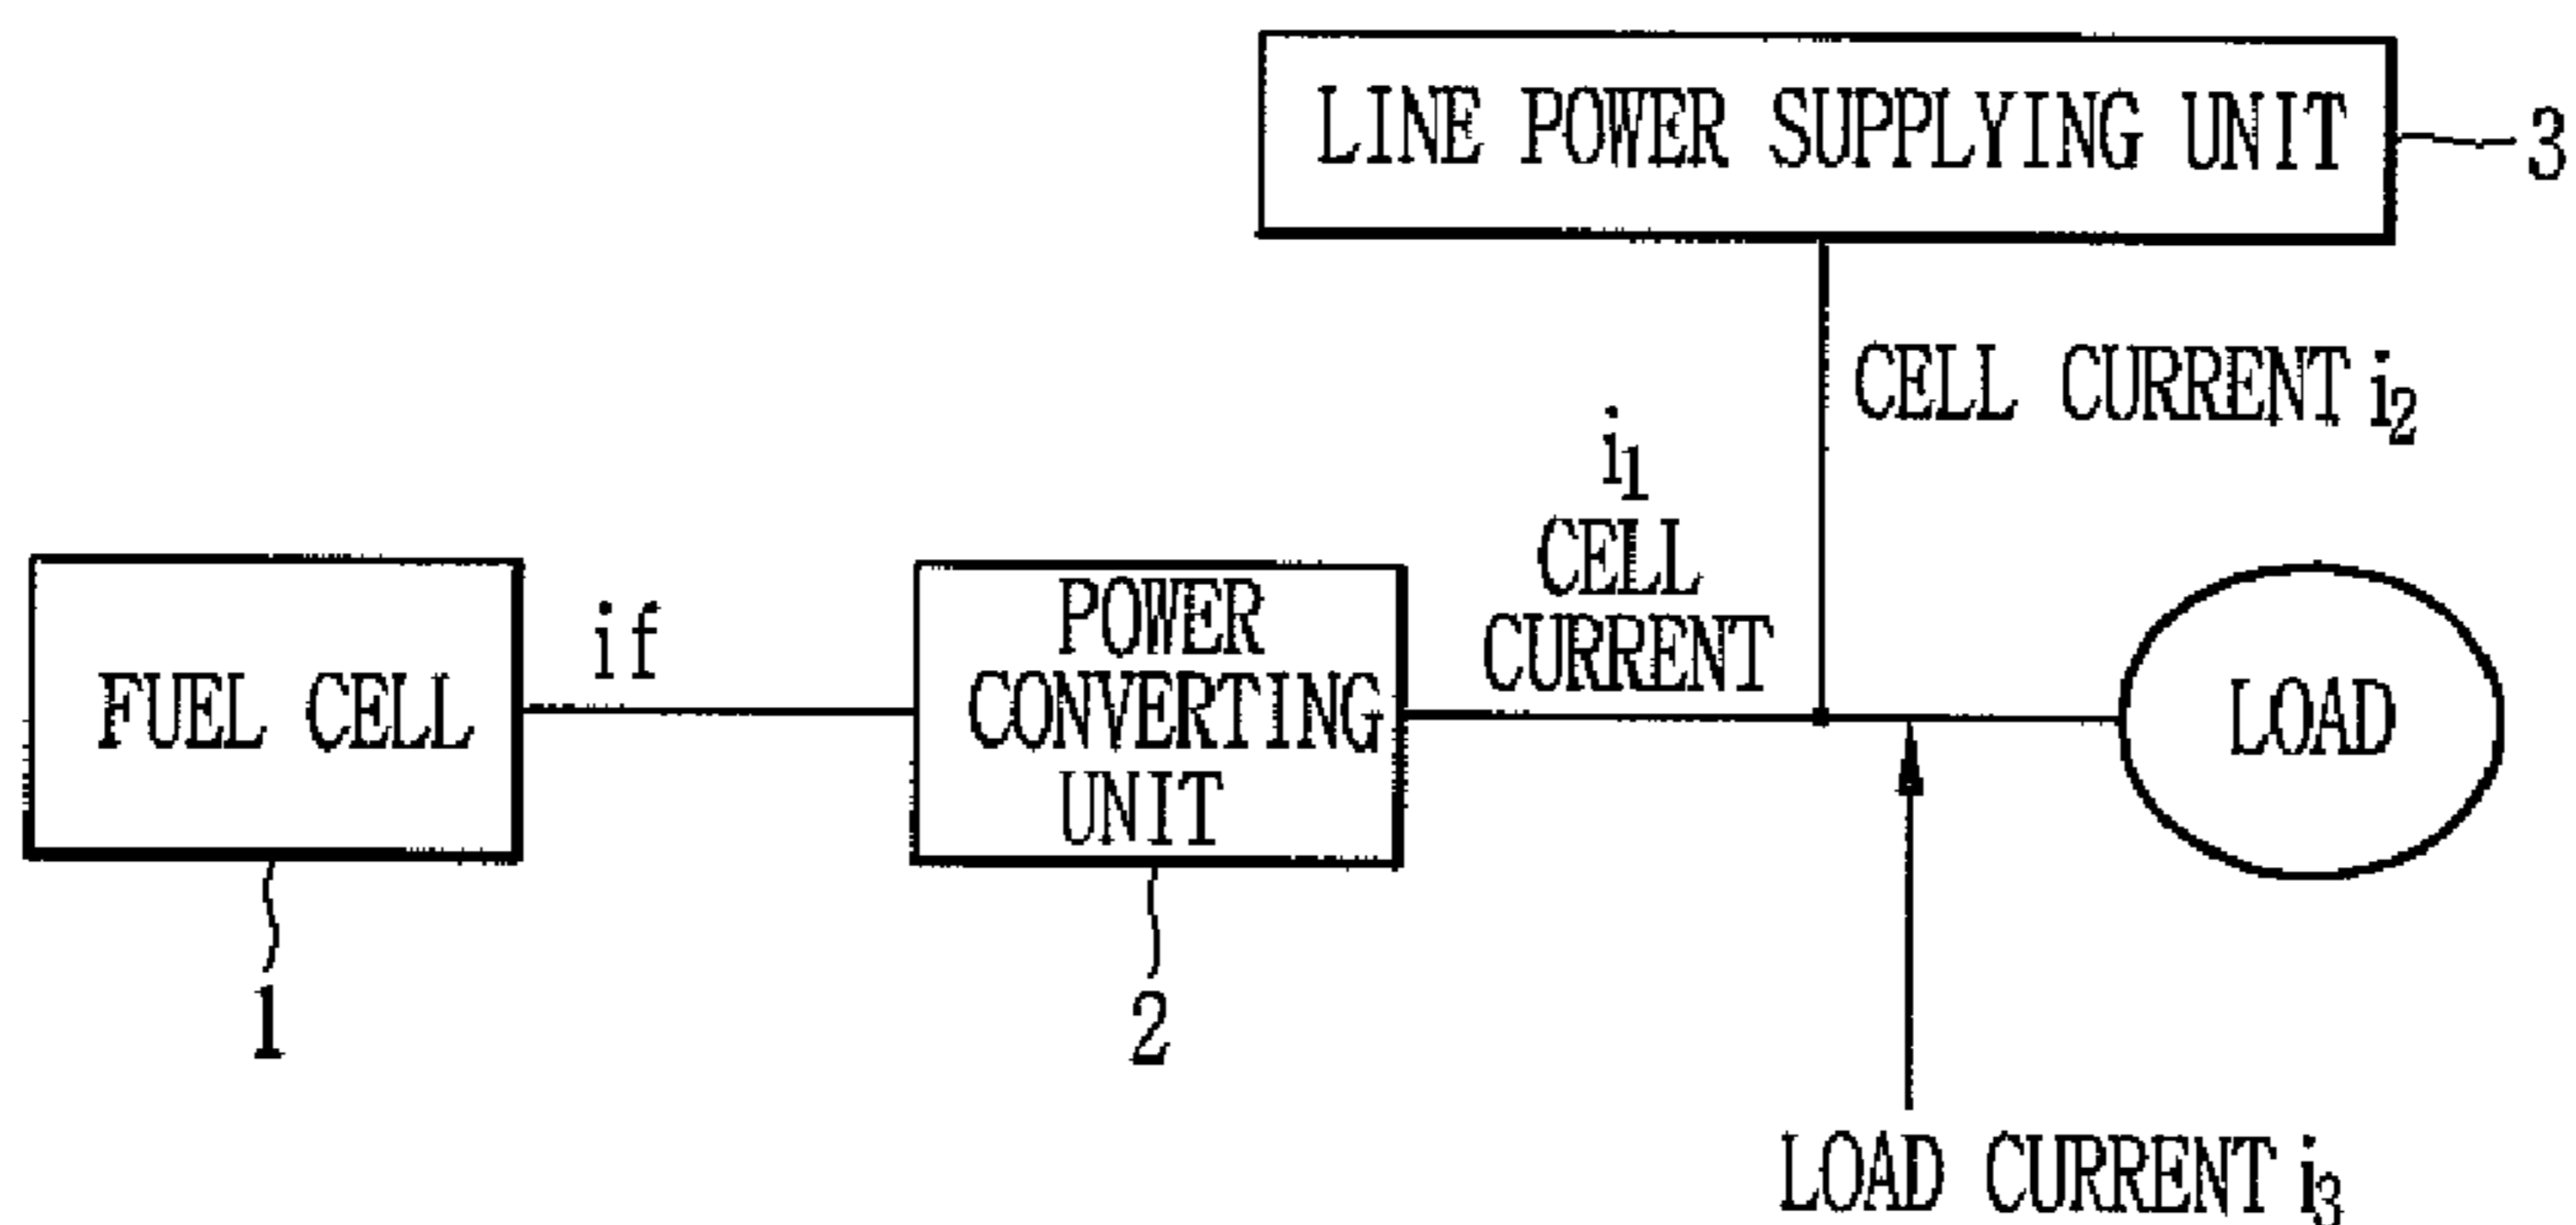 LINE POWER SUPPLYING UNIT
3
CELL CURRENT i₂
i₁
CELL
CURRENT
FUEL CELL
if
POWER
CONVERTING
UNIT
LOAD
1
2
LOAD CURRENT i₃